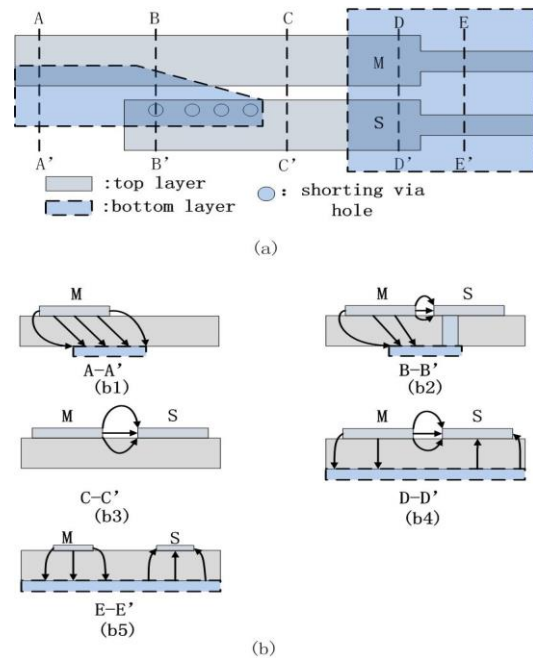 A B C D E
M
S
A' B' C' D' E'
:top layer
:bottom layer
: shorting via
hole
(a)
M
A-A'
(b1)
M S
B-B'
(b2)
M S
C-C'
(b3)
M S
D-D'
(b4)
M S
E-E'
(b5)
(b)